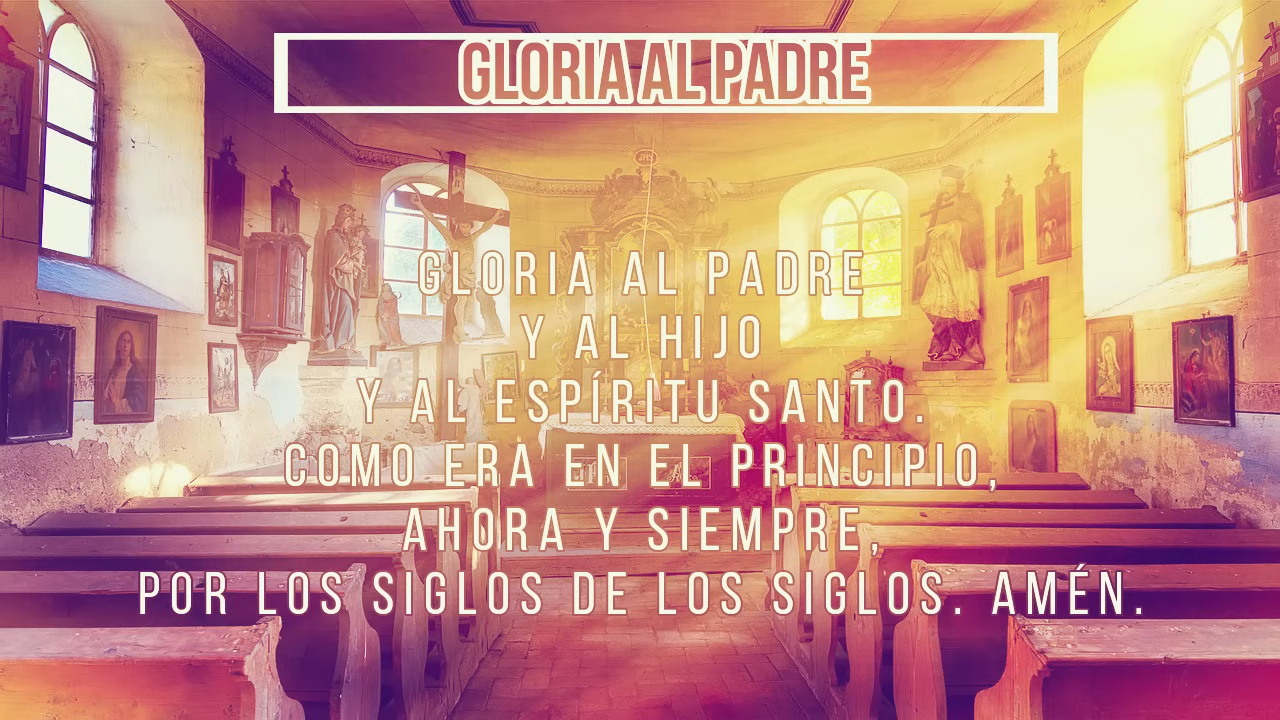 GLORIA AL PADRE
GLORIA AL PADRE
Y AL HIJO
Y AL ESPÍRITU SANTO.
COMO ERA EN EL PRINCIPIO,
AHORA Y SIEMPRE,
POR LOS SIGLOS DE LOS SIGLOS. AMÉN.